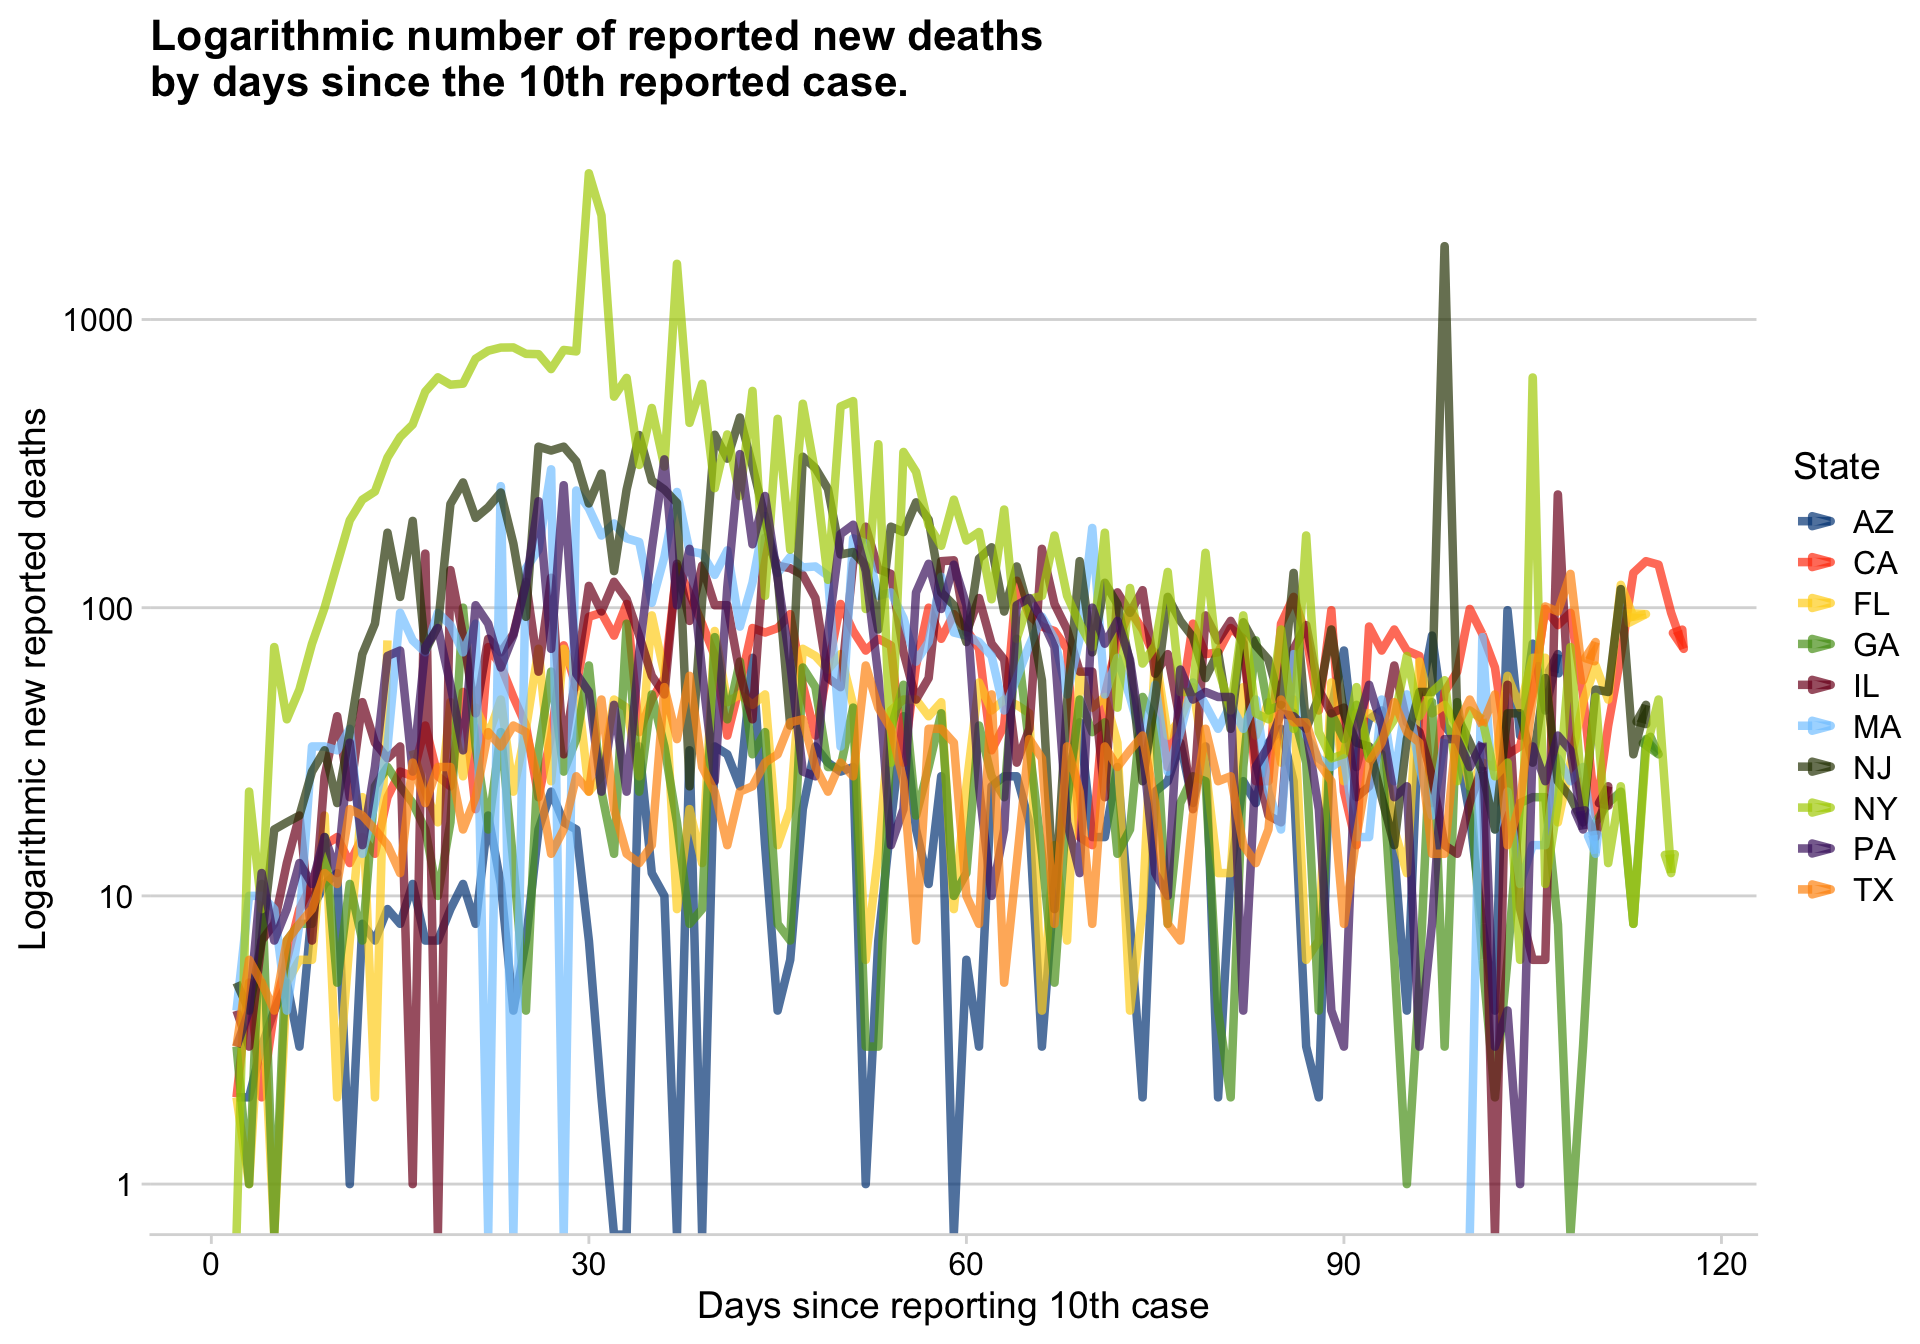 Logarithmic number of reported new deaths
by days since the 10th reported case.
Logarithmic new reported deaths
1000
100
10
1
0
30
60
90
120
Days since reporting 10th case
State
AZ
CA
FL
GA
IL
MA
NJ
NY
PA
TX